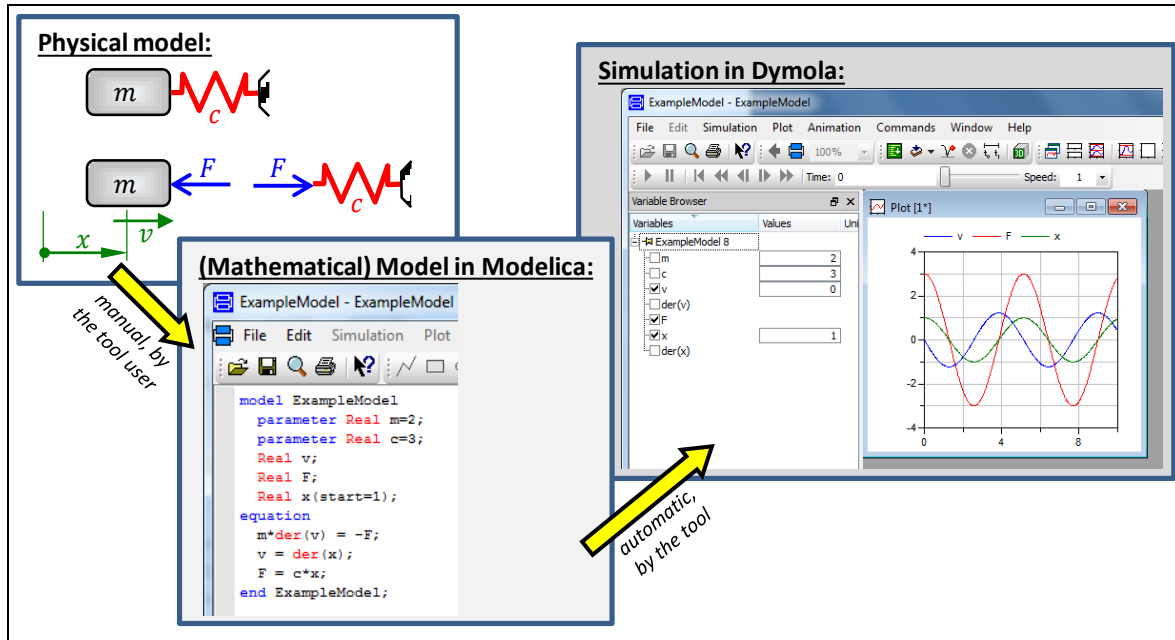 Physical model:
m
c
m
F
F
c
x
v
manual, by
the tool user
(Mathematical) Model in Modelica:
ExampleModel - ExampleModel
File Edit Simulation Plot
model ExampleModel
parameter Real m=2;
parameter Real c=3;
Real v;
Real F;
Real x(start=1);
equation
m*der(v) = -F;
v = der(x);
F = c*x;
end ExampleModel;
automatic,
by the tool
Simulation in Dymola:
ExampleModel - ExampleModel
File Edit Simulation Plot Animation Commands Window Help
100%
3D
Time: 0 Speed: 1
Variable Browser
Variables Values Uni
ExampleModel 8
m 2
c 3
v 0
der(v)
F
x 1
der(x)
Plot [1*]
v F x
4
2
0
-2
-4
0 4 8